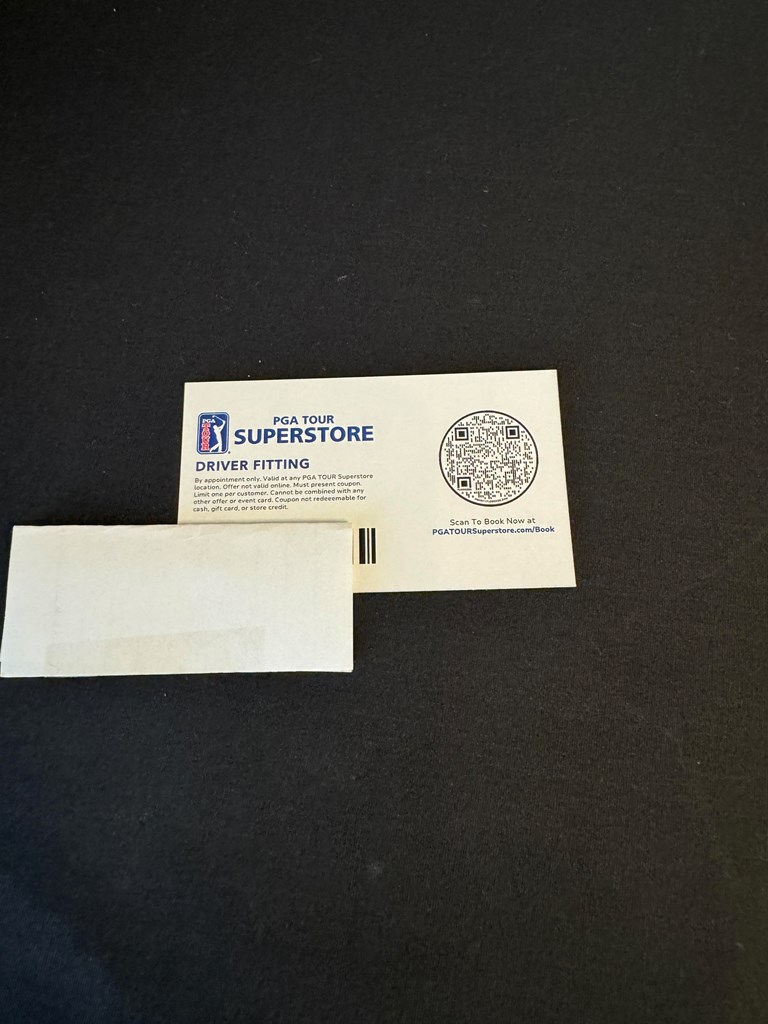 PGA
TOUR
PGA TOUR
SUPERSTORE
DRIVER FITTING
By appointment only. Valid at any PGA TOUR Superstore
location. Offer not valid online. Must present coupon.
Limit one per customer. Cannot be combined with any
other offer or event card. Coupon not redeemable for
cash, gift card, or store credit.
Scan To Book Now at
PGATOURSuperstore.com/Book